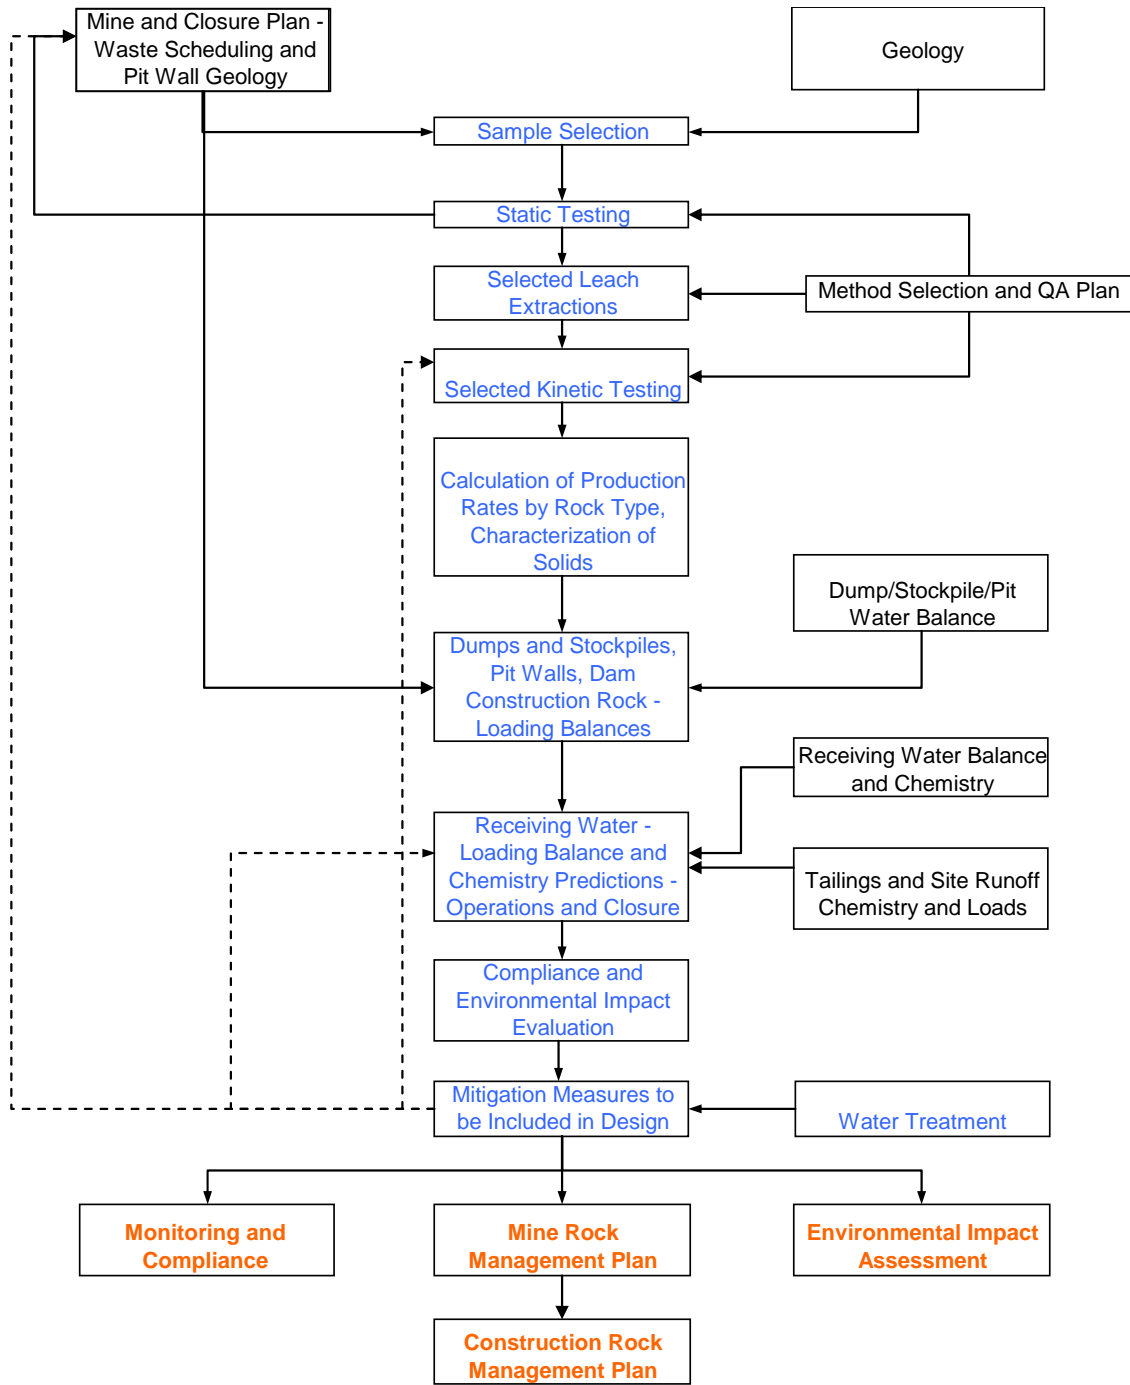 Mine and Closure Plan -
Waste Scheduling and
Pit Wall Geology
Geology
Sample Selection
Static Testing
Selected Leach
Extractions
Method Selection and QA Plan
Selected Kinetic Testing
Calculation of Production
Rates by Rock Type,
Characterization of
Solids
Dump/Stockpile/Pit
Water Balance
Dumps and Stockpiles,
Pit Walls, Dam
Construction Rock -
Loading Balances
Receiving Water Balance
and Chemistry
Receiving Water -
Loading Balance and
Chemistry Predictions -
Operations and Closure
Tailings and Site Runoff
Chemistry and Loads
Compliance and
Environmental Impact
Evaluation
Mitigation Measures to
be Included in Design
Water Treatment
Monitoring and
Compliance
Mine Rock
Management Plan
Environmental Impact
Assessment
Construction Rock
Management Plan